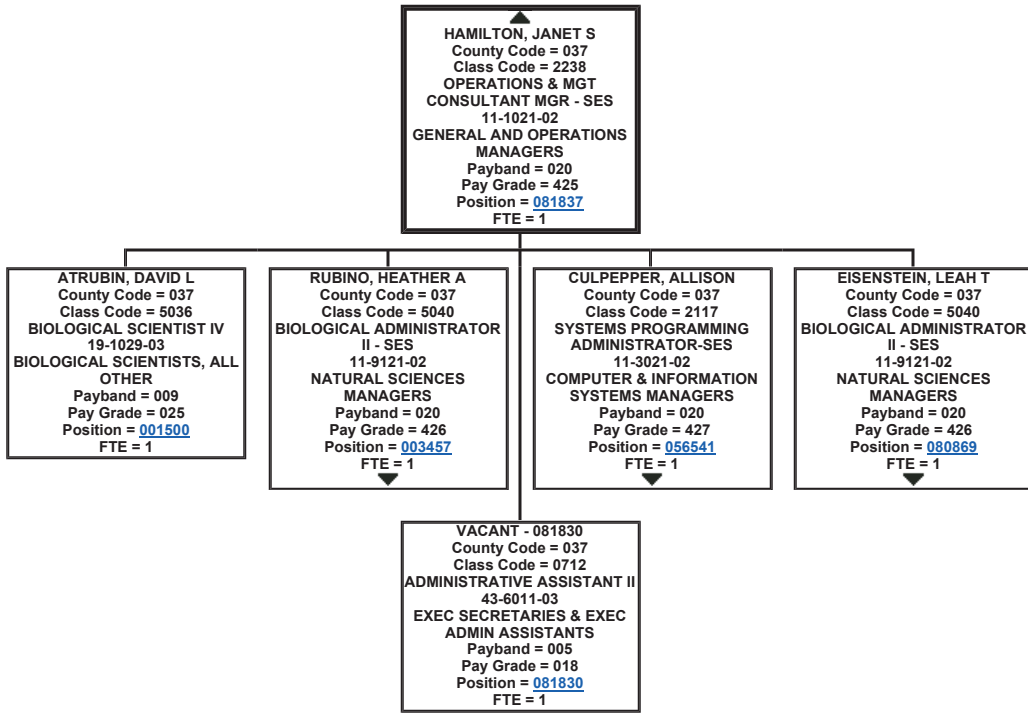 HAMILTON, JANET S
County Code = 037
Class Code = 2238
OPERATIONS & MGT
CONSULTANT MGR - SES
11-1021-02
GENERAL AND OPERATIONS
MANAGERS
Payband = 020
Pay Grade = 425
Position = 081837
FTE = 1
ATRUBIN, DAVID L
County Code = 037
Class Code = 5036
BIOLOGICAL SCIENTIST IV
19-1029-03
BIOLOGICAL SCIENTISTS, ALL
OTHER
Payband = 009
Pay Grade = 025
Position = 001500
FTE = 1
RUBINO, HEATHER A
County Code = 037
Class Code = 5040
BIOLOGICAL ADMINISTRATOR
II - SES
11-9121-02
NATURAL SCIENCES
MANAGERS
Payband = 020
Pay Grade = 426
Position = 003457
FTE = 1
CULPEPPER, ALLISON
County Code = 037
Class Code = 2117
SYSTEMS PROGRAMMING
ADMINISTRATOR-SES
11-3021-02
COMPUTER & INFORMATION
SYSTEMS MANAGERS
Payband = 020
Pay Grade = 427
Position = 056541
FTE = 1
EISENSTEIN, LEAH T
County Code = 037
Class Code = 5040
BIOLOGICAL ADMINISTRATOR
II - SES
11-9121-02
NATURAL SCIENCES
MANAGERS
Payband = 020
Pay Grade = 426
Position = 080869
FTE = 1
VACANT - 081830
County Code = 037
Class Code = 0712
ADMINISTRATIVE ASSISTANT II
43-6011-03
EXEC SECRETARIES & EXEC
ADMIN ASSISTANTS
Payband = 005
Pay Grade = 018
Position = 081830
FTE = 1